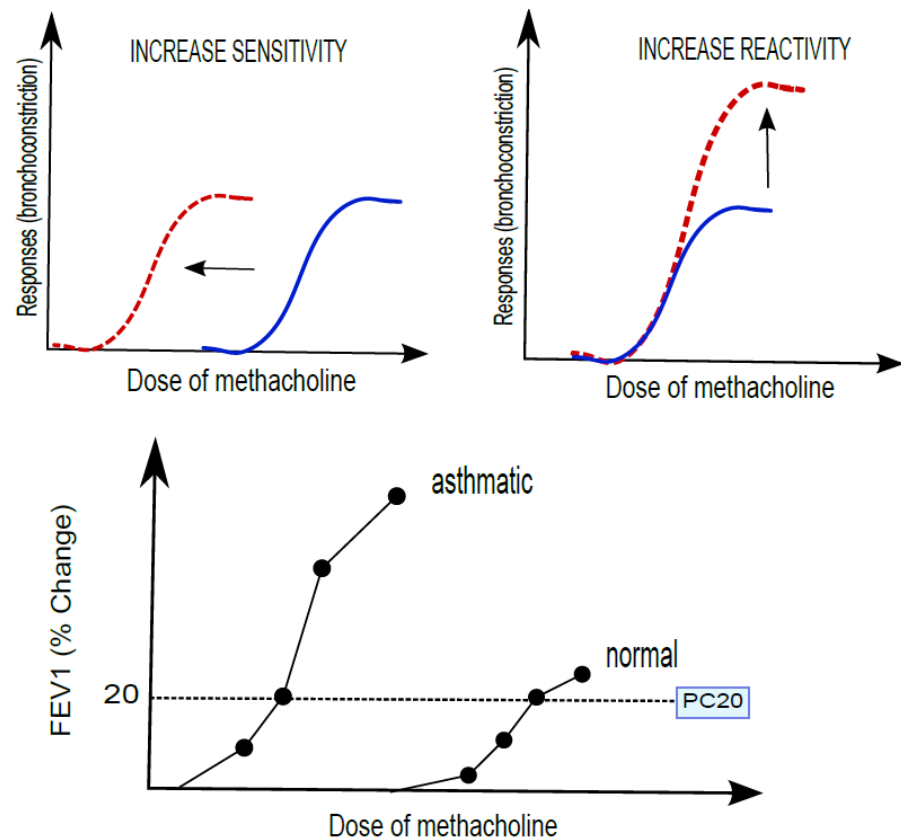 INCREASE SENSITIVITY
Responses (bronchoconstriction)
Dose of methacholine
INCREASE REACTIVITY
Responses (bronchoconstriction)
Dose of methacholine
asthmatic
normal
FEV1 (% Change)
20
PC20
Dose of methacholine